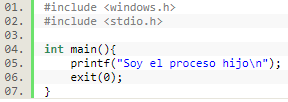 01. #include <windows.h>
02. #include <stdio.h>
03.
04. int main(){
05.     printf("Soy el proceso hijo\n");
06.     exit(0);
07. }